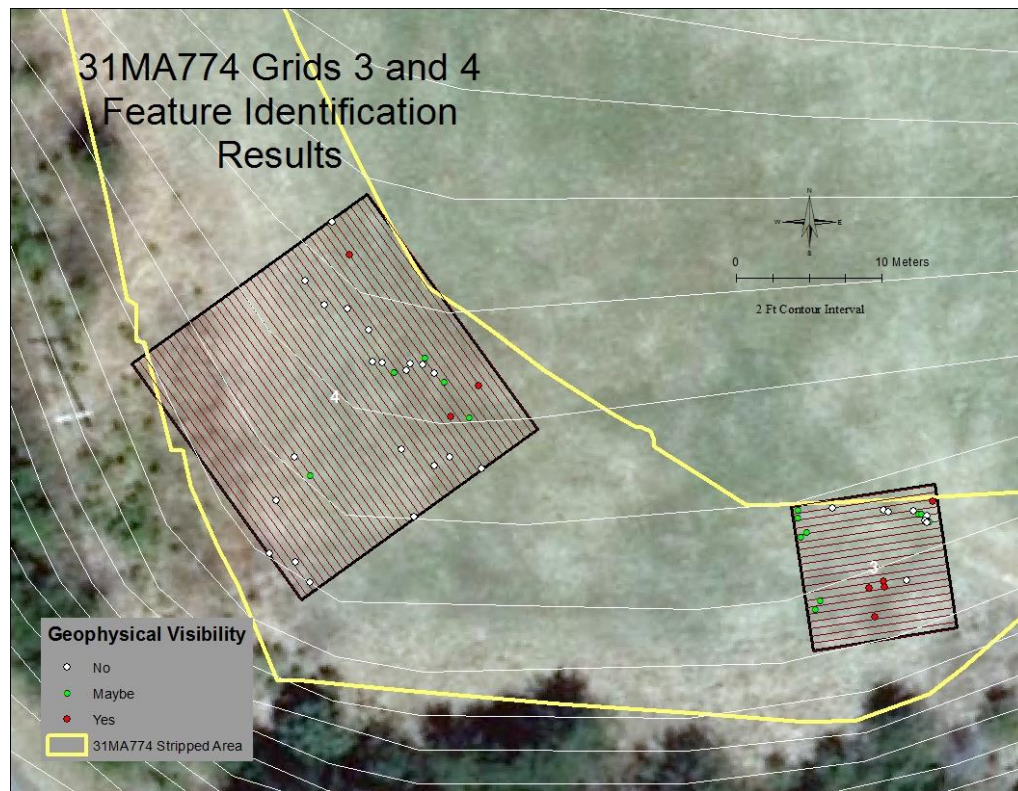 31MA774 Grids 3 and 4
Feature Identification
Results
N
W
E
S
0
10 Meters
2 Ft Contour Interval
4
3
Geophysical Visibility
No
Maybe
Yes
31MA774 Stripped Area